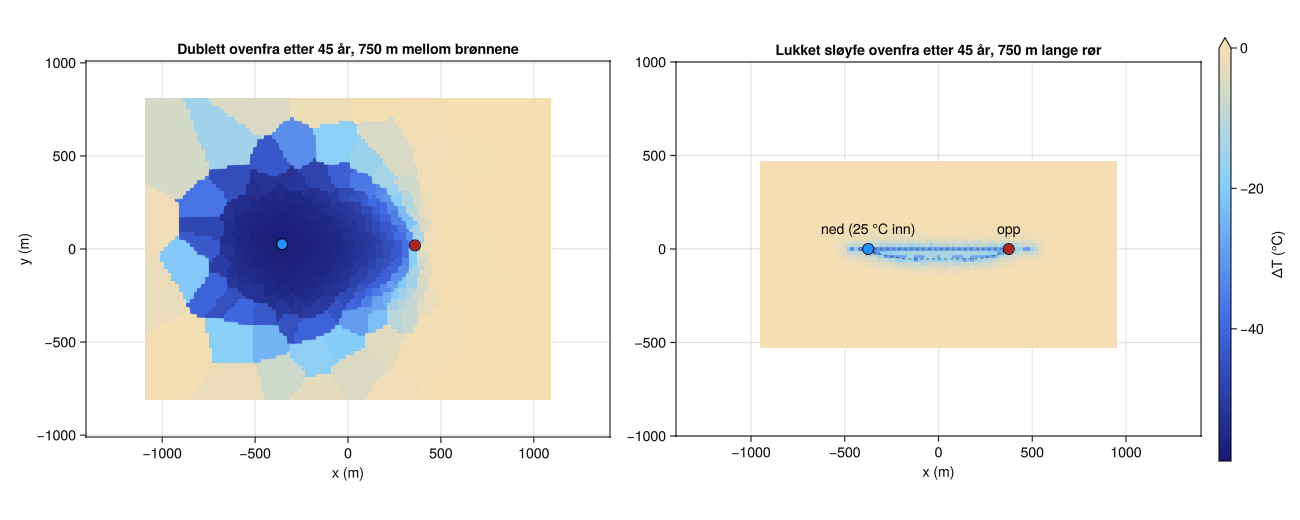 Dublett ovenfra etter 45 år, 750 m mellom brønnene
1000
500
0
−500
−1000
y (m)
−1000
−500
0
500
1000
x (m)
Lukket sløyfe ovenfra etter 45 år, 750 m lange rør
1000
500
0
−500
−1000
ned (25 °C inn)
opp
−1000
−500
0
500
1000
x (m)
0
−20
−40
ΔT (°C)